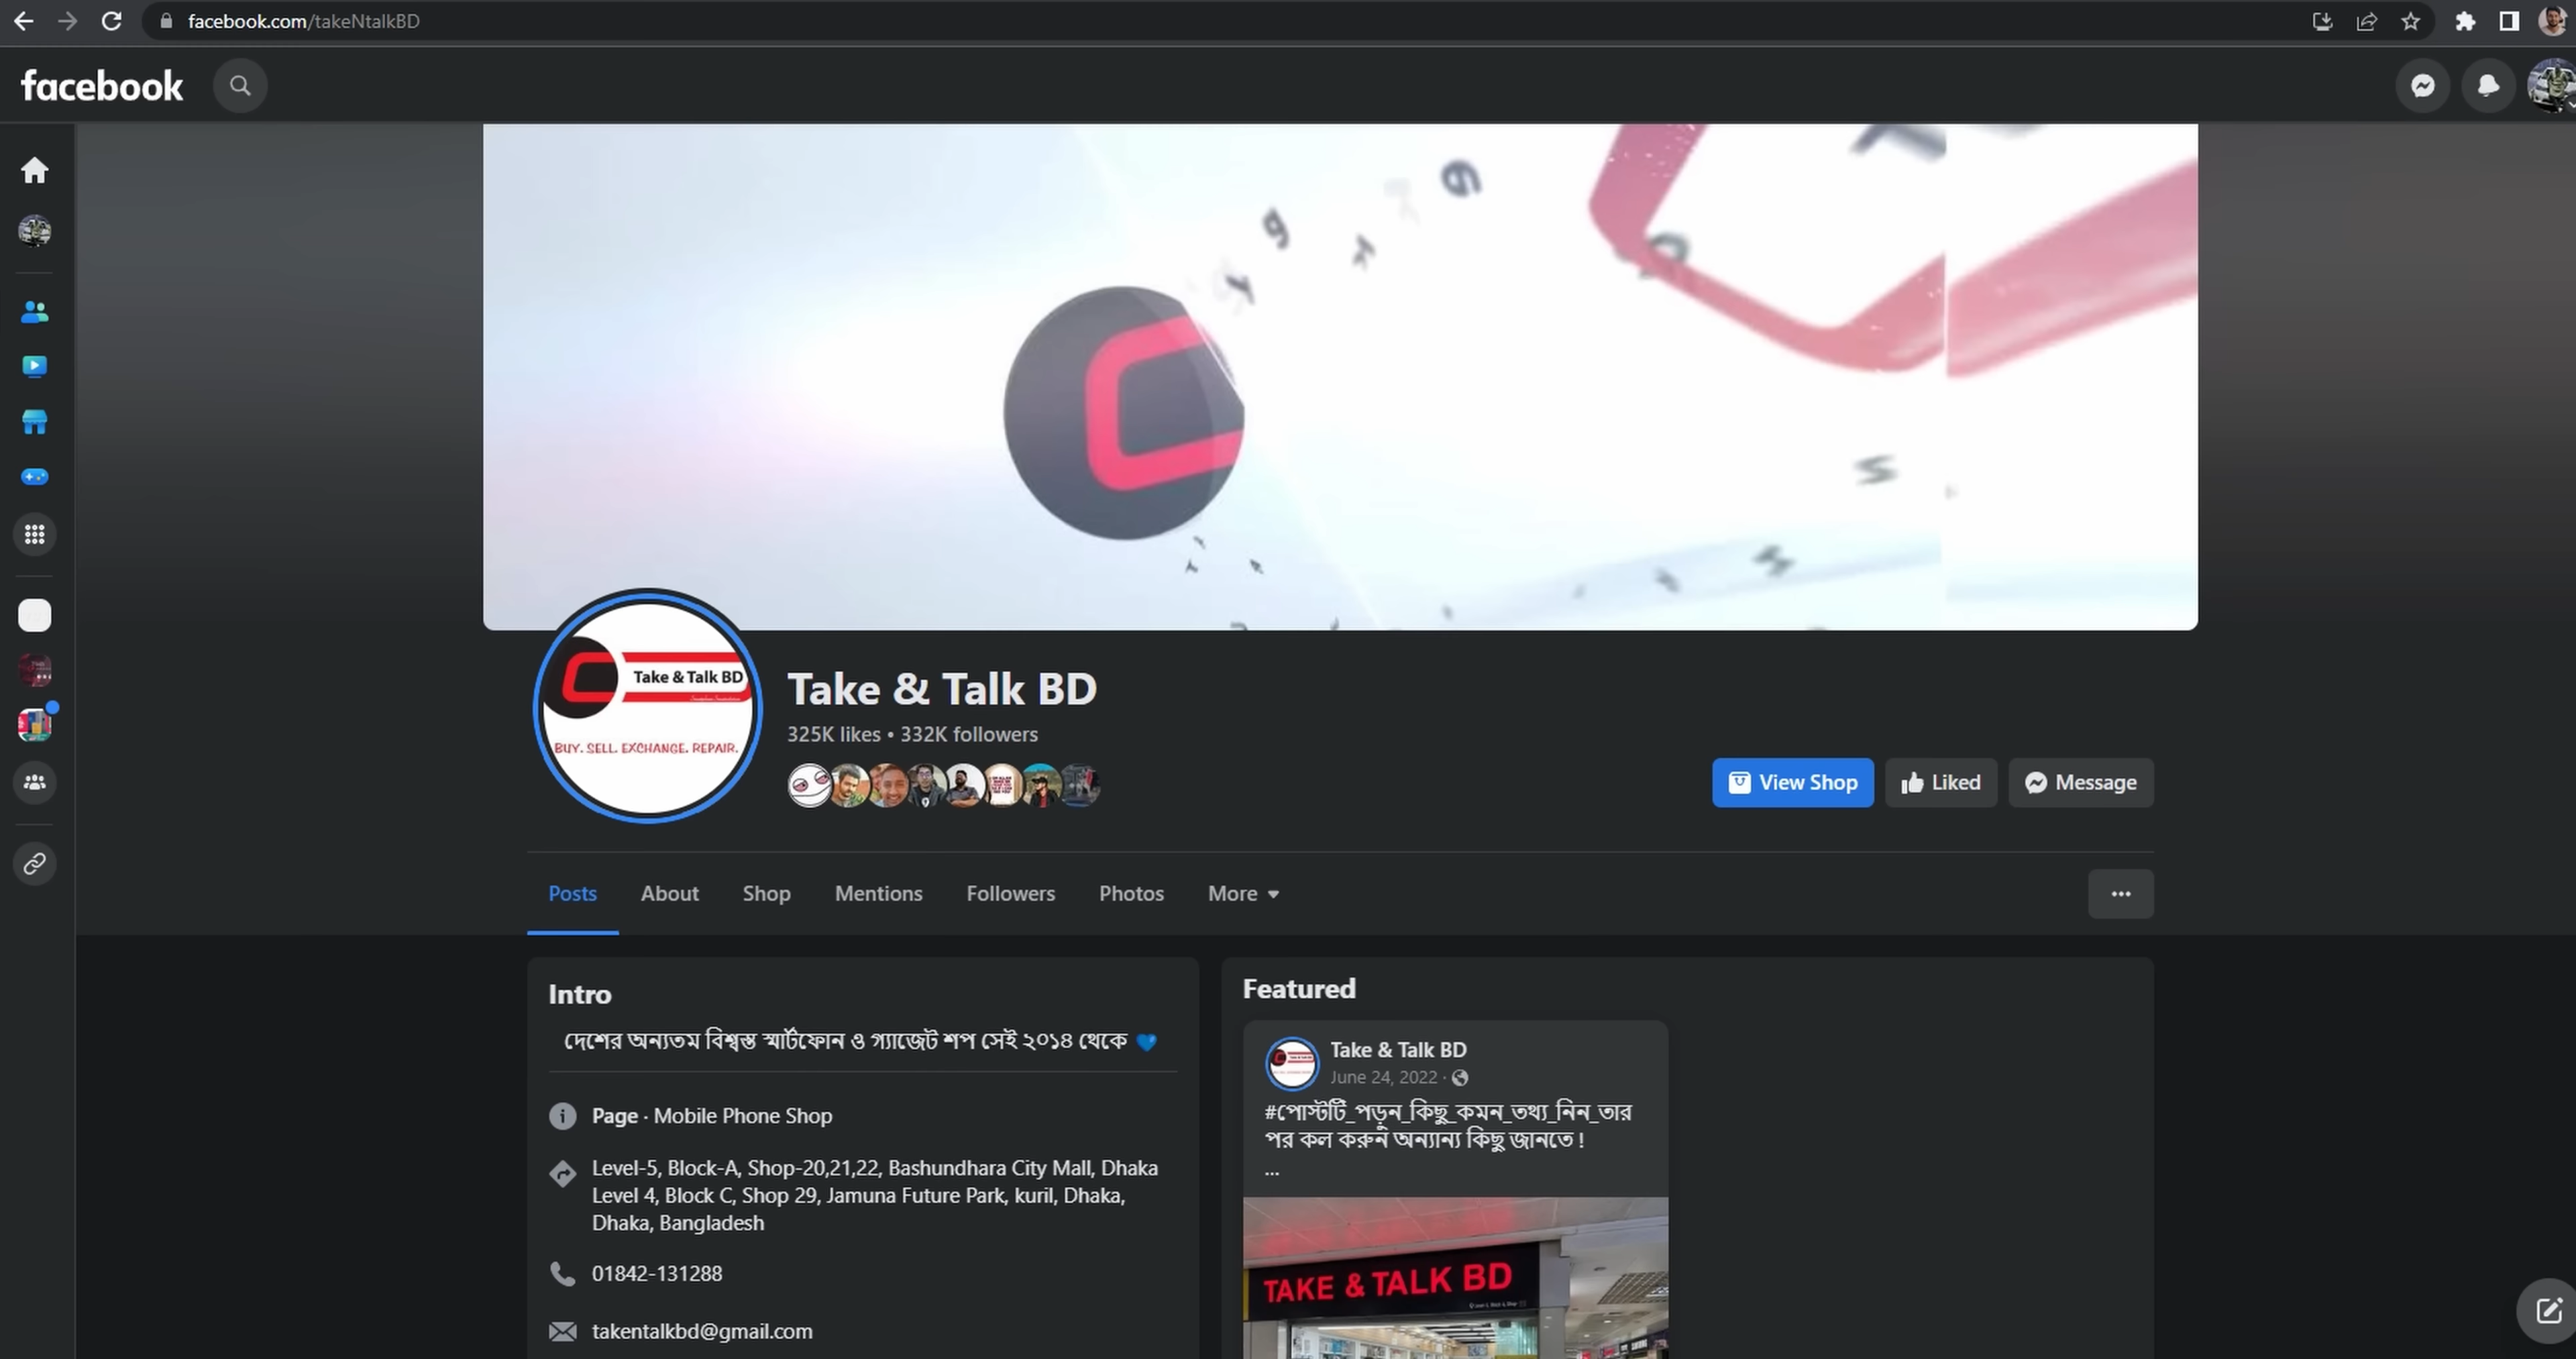 facebook.com/takeNtalkBD
facebook
Take & Talk BD
BUY. SELL. EXCHANGE. REPAIR.
Take & Talk BD
325K likes • 332K followers
View Shop
Liked
Message
Posts
About
Shop
Mentions
Followers
Photos
More
Intro
দেশের অন্যতম বিশ্বস্ত স্মার্টফোন ও গ্যাজেট শপ সেই ২০১৪ থেকে 💙
Page · Mobile Phone Shop
Level-5, Block-A, Shop-20,21,22, Bashundhara City Mall, Dhaka
Level 4, Block C, Shop 29, Jamuna Future Park, kuril, Dhaka,
Dhaka, Bangladesh
01842-131288
takentalkbd@gmail.com
Featured
Take & Talk BD
June 24, 2022 ·
#পোস্টটি_পড়ুন_কিছু_কমন_তথ্য_নিন_তার
পর কল করুন অন্যান্য কিছু জানতে !
...
TAKE & TALK BD